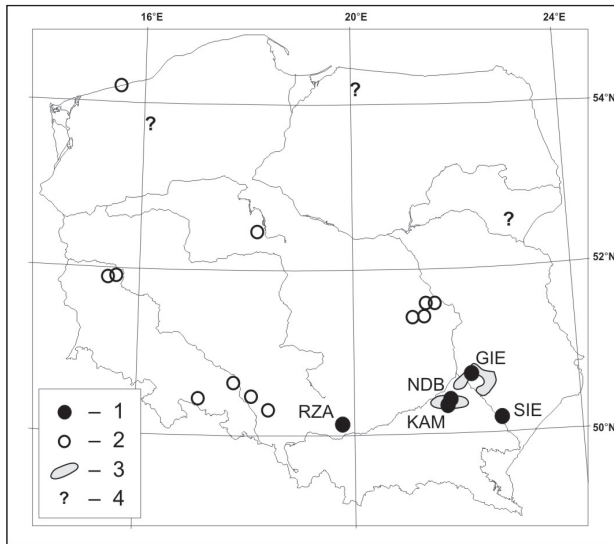 16°E 20°E 24°E
?
54°N
?
?
52°N
GIE
NDB
RZA
SIE
KAM
50°N
– 1
– 2
– 3
? – 4